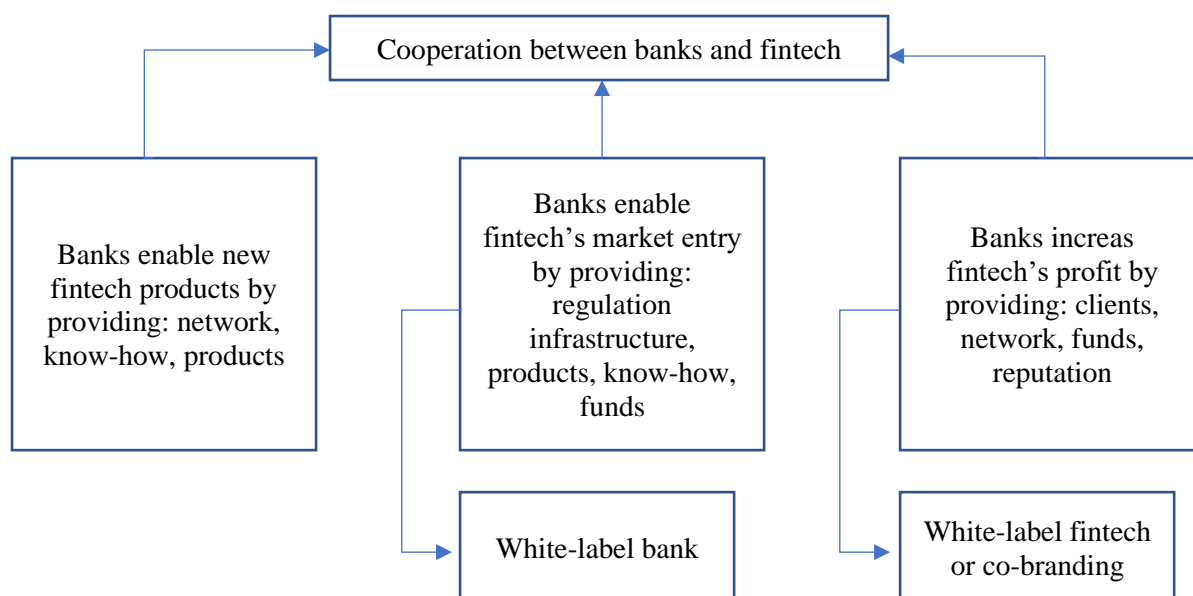 Cooperation between banks and fintech
Banks enable new
fintech products by
providing: network,
know-how, products
Banks enable
fintech’s market entry
by providing:
regulation
infrastructure,
products, know-how,
funds
Banks increas
fintech’s profit by
providing: clients,
network, funds,
reputation
White-label bank
White-label fintech
or co-branding